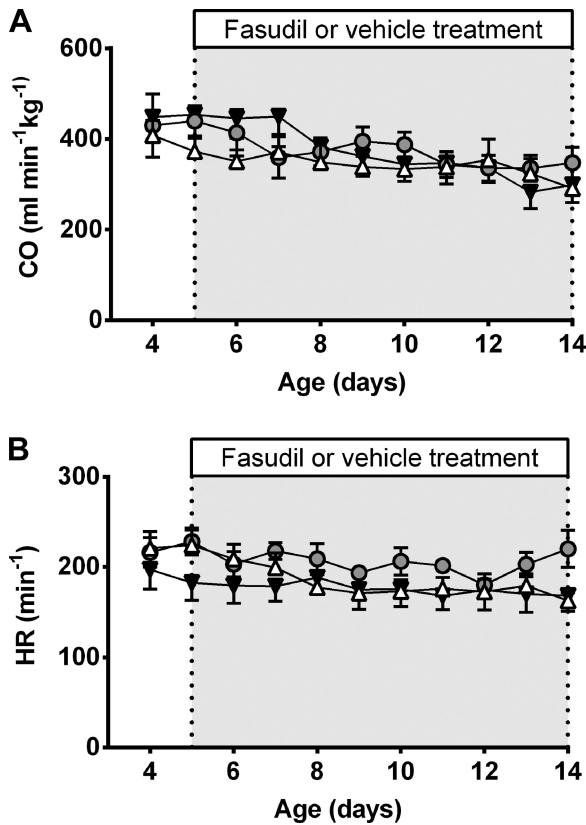 A
Fasudil or vehicle treatment
600
400
200
0
CO (ml min⁻¹kg⁻¹)
4 6 8 10 12 14
Age (days)
B
Fasudil or vehicle treatment
300
200
100
0
HR (min⁻¹)
4 6 8 10 12 14
Age (days)